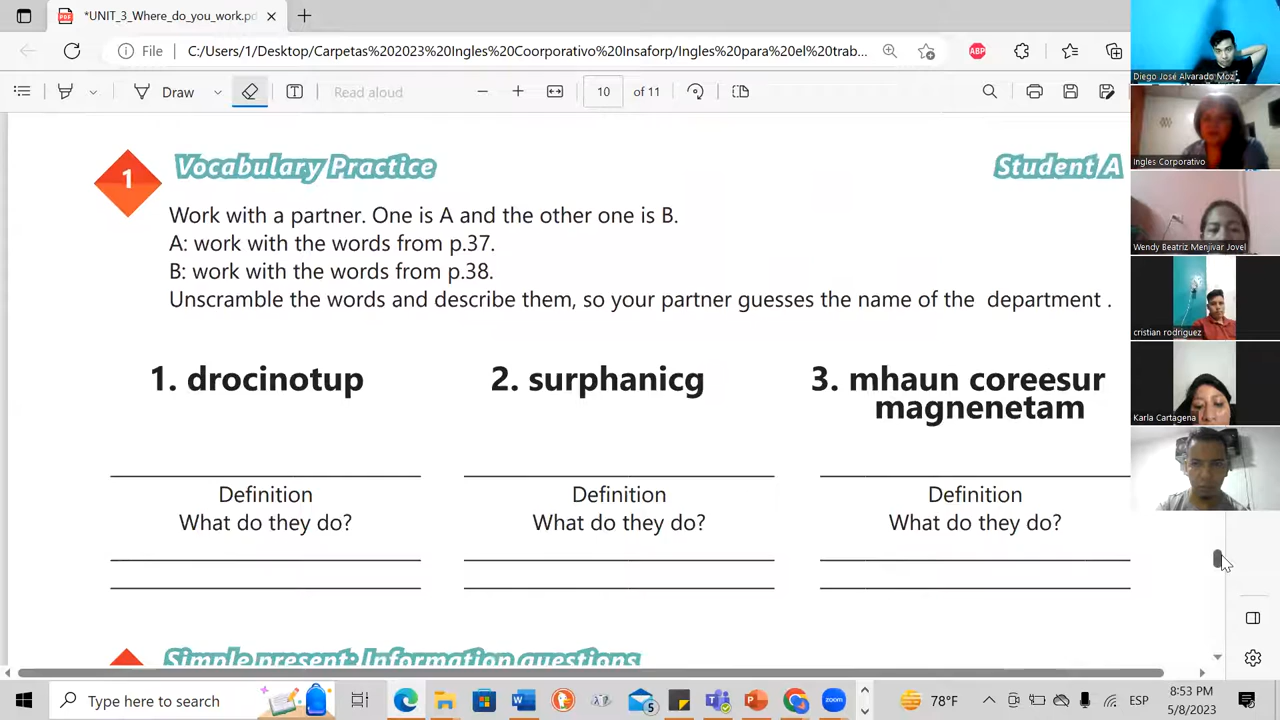 *UNIT_3_Where_do_you_work.pd
File C:/Users/1/Desktop/Carpetas%202023%20Ingles%20Coorporativo%20Insaforp/Ingles%20para%20el%20trab...
ABP
Draw
Read aloud
10 of 11
Diego José Alvarado Moz
Ingles Corporativo
Wendy Beatriz Menjivar Jovel
cristian rodriguez
Karla Cartagena
1 Vocabulary Practice Student A
Work with a partner. One is A and the other one is B.
A: work with the words from p.37.
B: work with the words from p.38.
Unscramble the words and describe them, so your partner guesses the name of the department .
1. drocinotup 2. surphanicg 3. mhaun coreesur
magnenetam
Definition Definition Definition
What do they do? What do they do? What do they do?
Simple present: Information questions
Type here to search
5
78°F
ESP
8:53 PM
5/8/2023